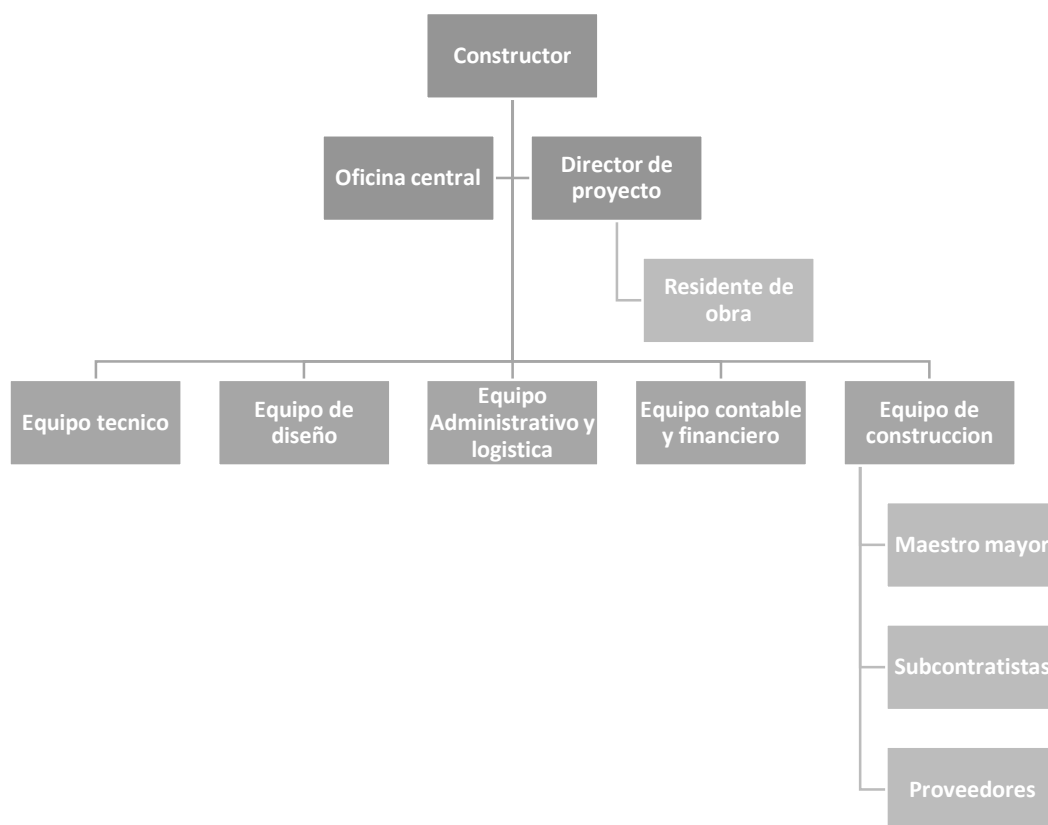 Constructor
Oficina central
Director de
proyecto
Residente de
obra
Equipo tecnico
Equipo de
diseño
Equipo
Administrativo y
logistica
Equipo contable
y financiero
Equipo de
construccion
Maestro mayor
Subcontratistas
Proveedores